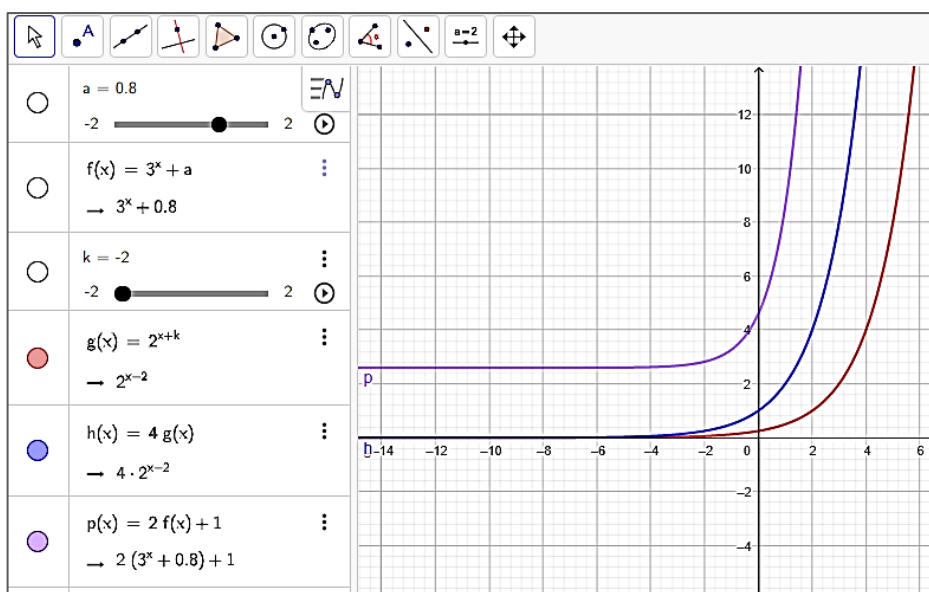 A
a=2
a = 0.8
-2 2
f(x) = 3ˣ + a
→ 3ˣ + 0.8
k = -2
-2 2
g(x) = 2ˣ⁺ᵏ
→ 2ˣ⁻²
h(x) = 4 g(x)
→ 4 · 2ˣ⁻²
p(x) = 2 f(x) + 1
→ 2 (3ˣ + 0.8) + 1
12
10
8
6
4
p
2
h
−14 −12 −10 −8 −6 −4 −2 0 2 4 6
−2
−4